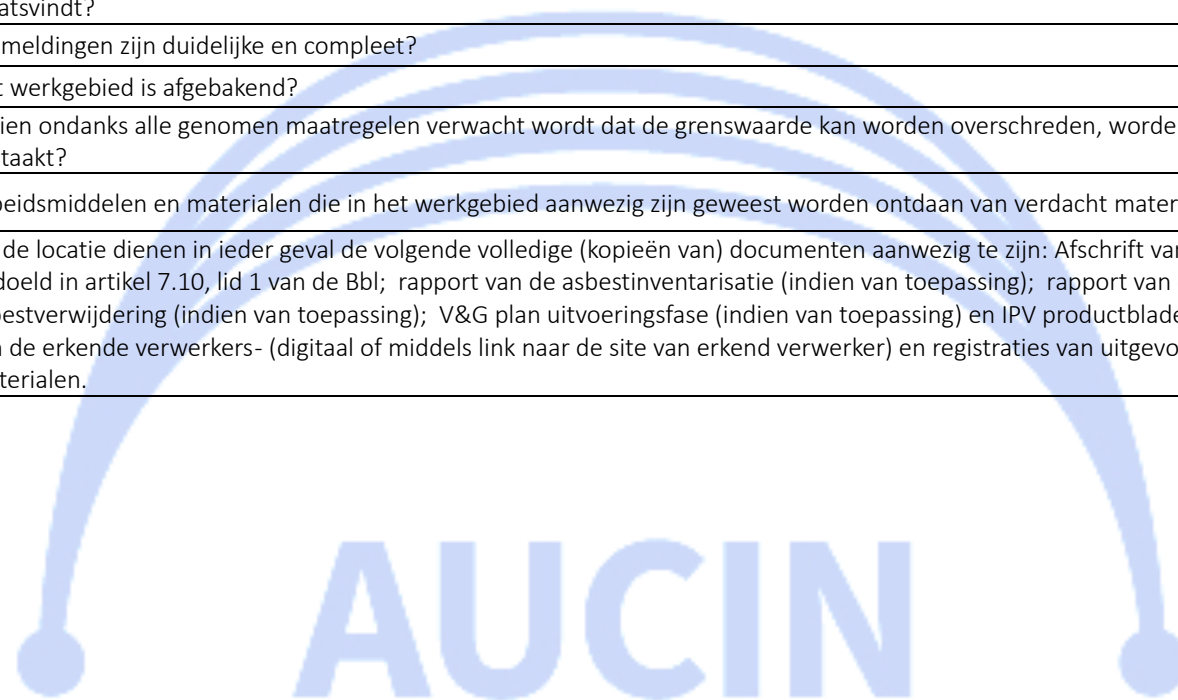 atsvindt?
meldingen zijn duidelijke en compleet?
t werkgebied is afgebakend?
ien ondanks alle genomen maatregelen verwacht wordt dat de grenswaarde kan worden overschreden, worde
taakt?
beidsmiddelen en materialen die in het werkgebied aanwezig zijn geweest worden ontdaan van verdacht mater
de locatie dienen in ieder geval de volgende volledige (kopieën van) documenten aanwezig te zijn: Afschrift van
doeld in artikel 7.10, lid 1 van de Bbl; rapport van de asbestinventarisatie (indien van toepassing); rapport van
bestverwijdering (indien van toepassing); V&G plan uitvoeringsfase (indien van toepassing) en IPV productblade
n de erkende verwerkers- (digitaal of middels link naar de site van erkend verwerker) en registraties van uitgevo
terialen.
AUCIN